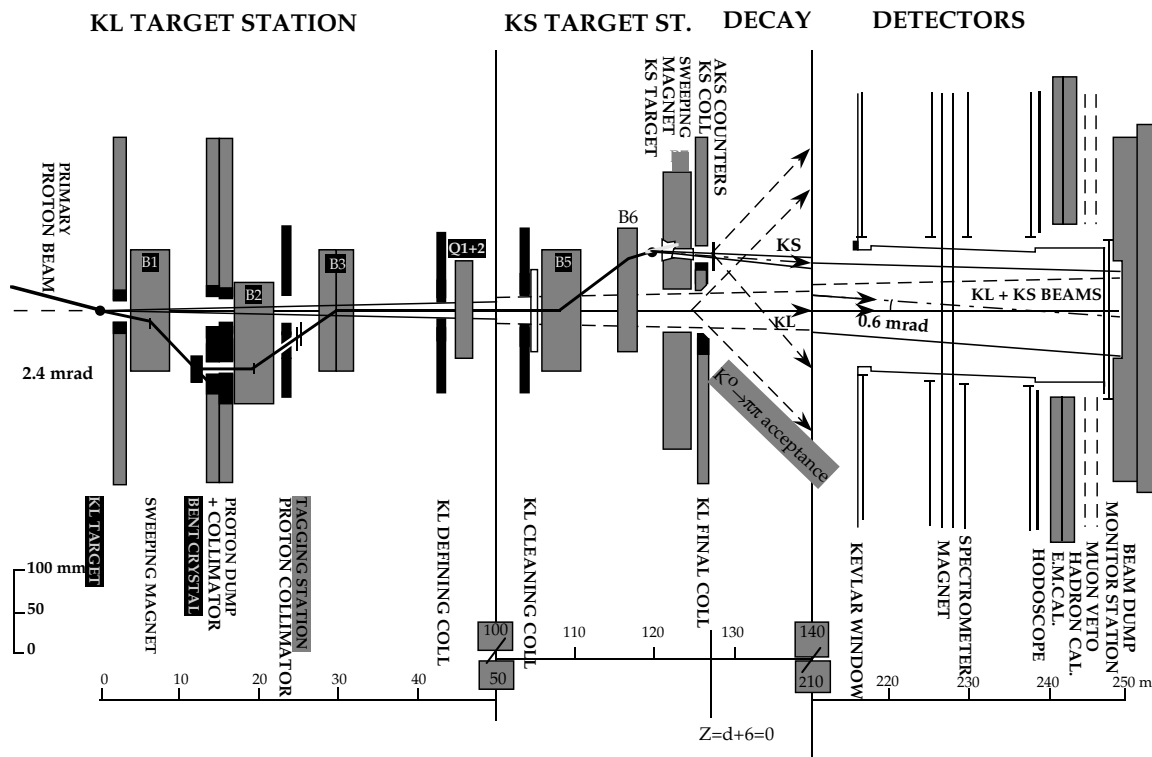 KL TARGET STATION
KS TARGET ST.
DECAY
DETECTORS
PRIMARY
PROTON BEAM
KS TARGET
MAGNET
SWEEPING
KS COLL
AKS COUNTERS
B1
B2
B3
Q1+2
B5
B6
KS
KL
KL + KS BEAMS
0.6 mrad
2.4 mrad
K⁰→ππ acceptance
KL TARGET
SWEEPING MAGNET
BENT CRYSTAL
PROTON DUMP
+ COLLIMATOR
TAGGING STATION
PROTON COLLIMATOR
KL DEFINING COLL
KL CLEANING COLL
KL FINAL COLL
KEVLAR WINDOW
MAGNET
SPECTROMETER
HODOSCOPE
E.M.CAL.
HADRON CAL.
MUON VETO
MONITOR STATION
BEAM DUMP
100 mm
50
0
100
110
120
130
140
0
10
20
30
40
50
210
220
230
240
250 m
Z=d+6=0